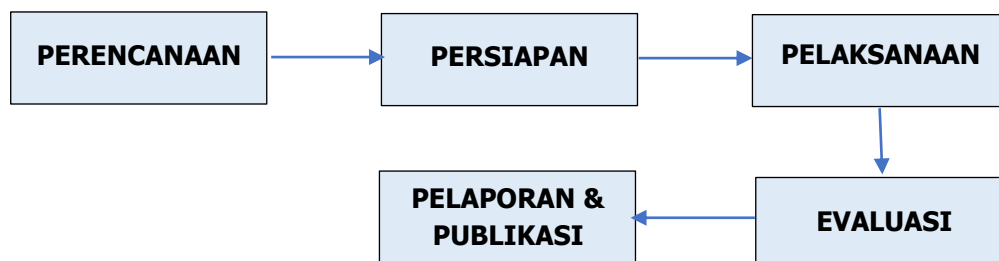 PERENCANAAN
PERSIAPAN
PELAKSANAAN
EVALUASI
PELAPORAN &
PUBLIKASI